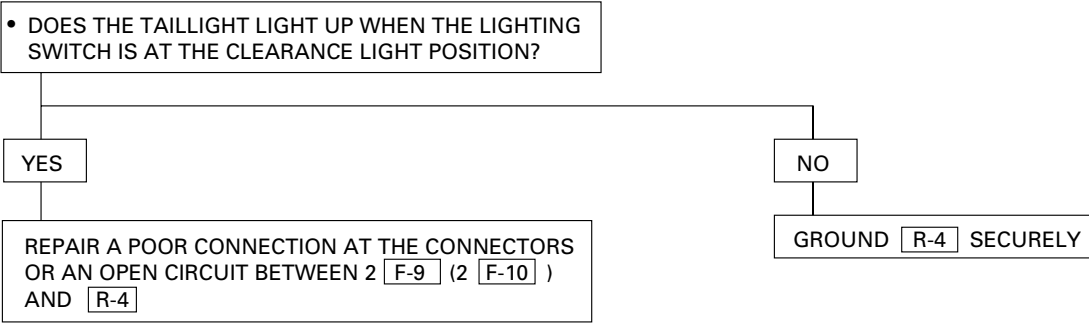 • DOES THE TAILLIGHT LIGHT UP WHEN THE LIGHTING
SWITCH IS AT THE CLEARANCE LIGHT POSITION?
YES
NO
REPAIR A POOR CONNECTION AT THE CONNECTORS
OR AN OPEN CIRCUIT BETWEEN 2 F-9 (2 F-10 )
AND R-4
GROUND R-4 SECURELY